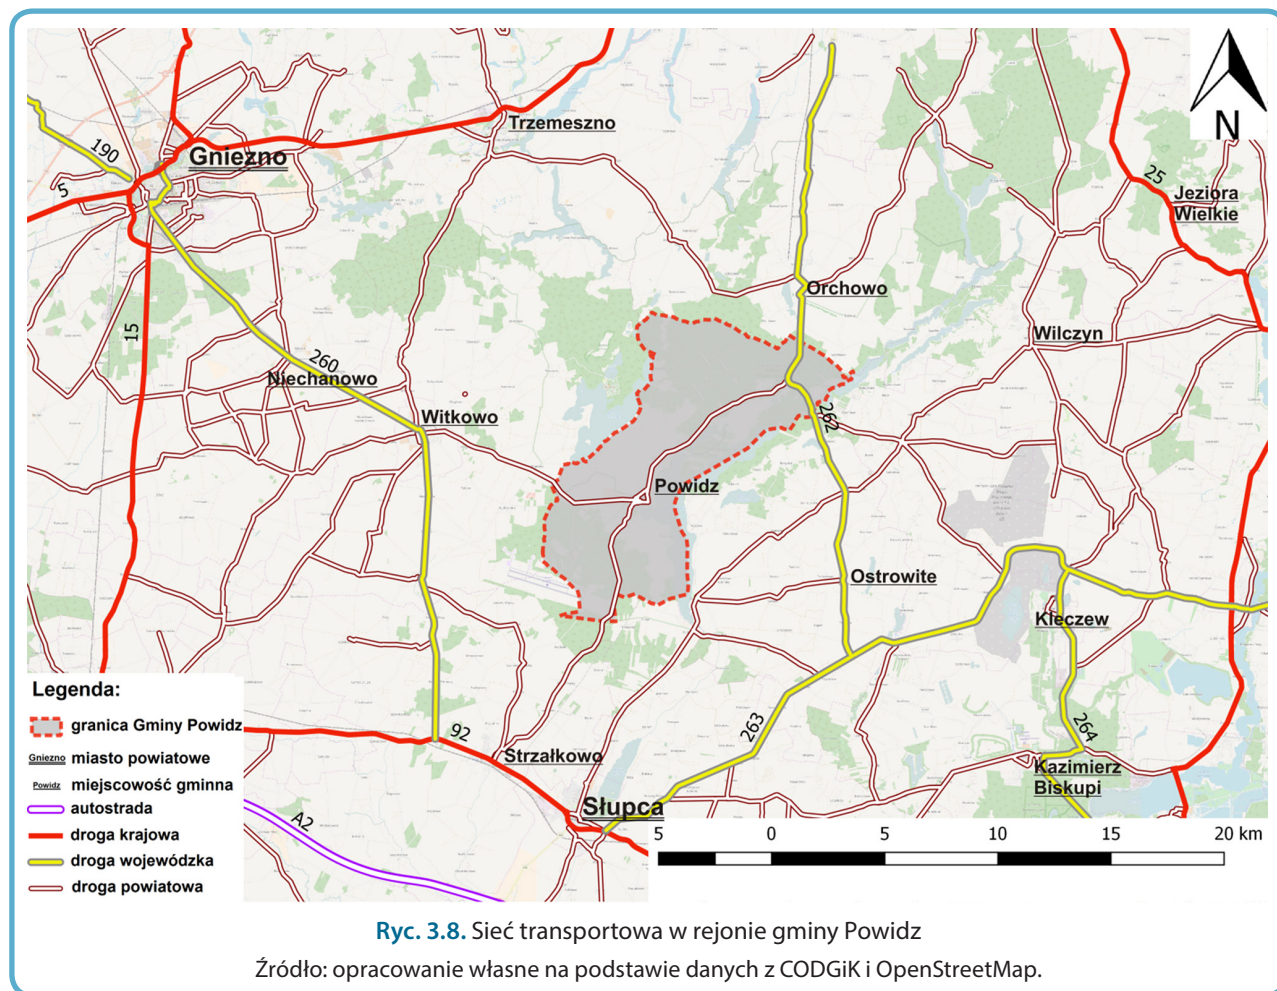 N
190
Gniezno
Trzemeszno
5
25
Jeziora
Wielkie
15
Orchowo
Wilczyn
260
Niechanowo
Witkowo
262
Powidz
Ostrowite
Kleczew
Legenda:
granica Gminy Powidz
Gniezno miasto powiatowe
Powidz miejscowość gminna
autostrada
droga krajowa
droga wojewódzka
droga powiatowa
92
Strzałkowo
263
264
Kazimierz
Biskupi
A2
Słupca
5 0 5 10 15 20 km
Ryc. 3.8. Sieć transportowa w rejonie gminy Powidz
Źródło: opracowanie własne na podstawie danych z CODGiK i OpenStreetMap.